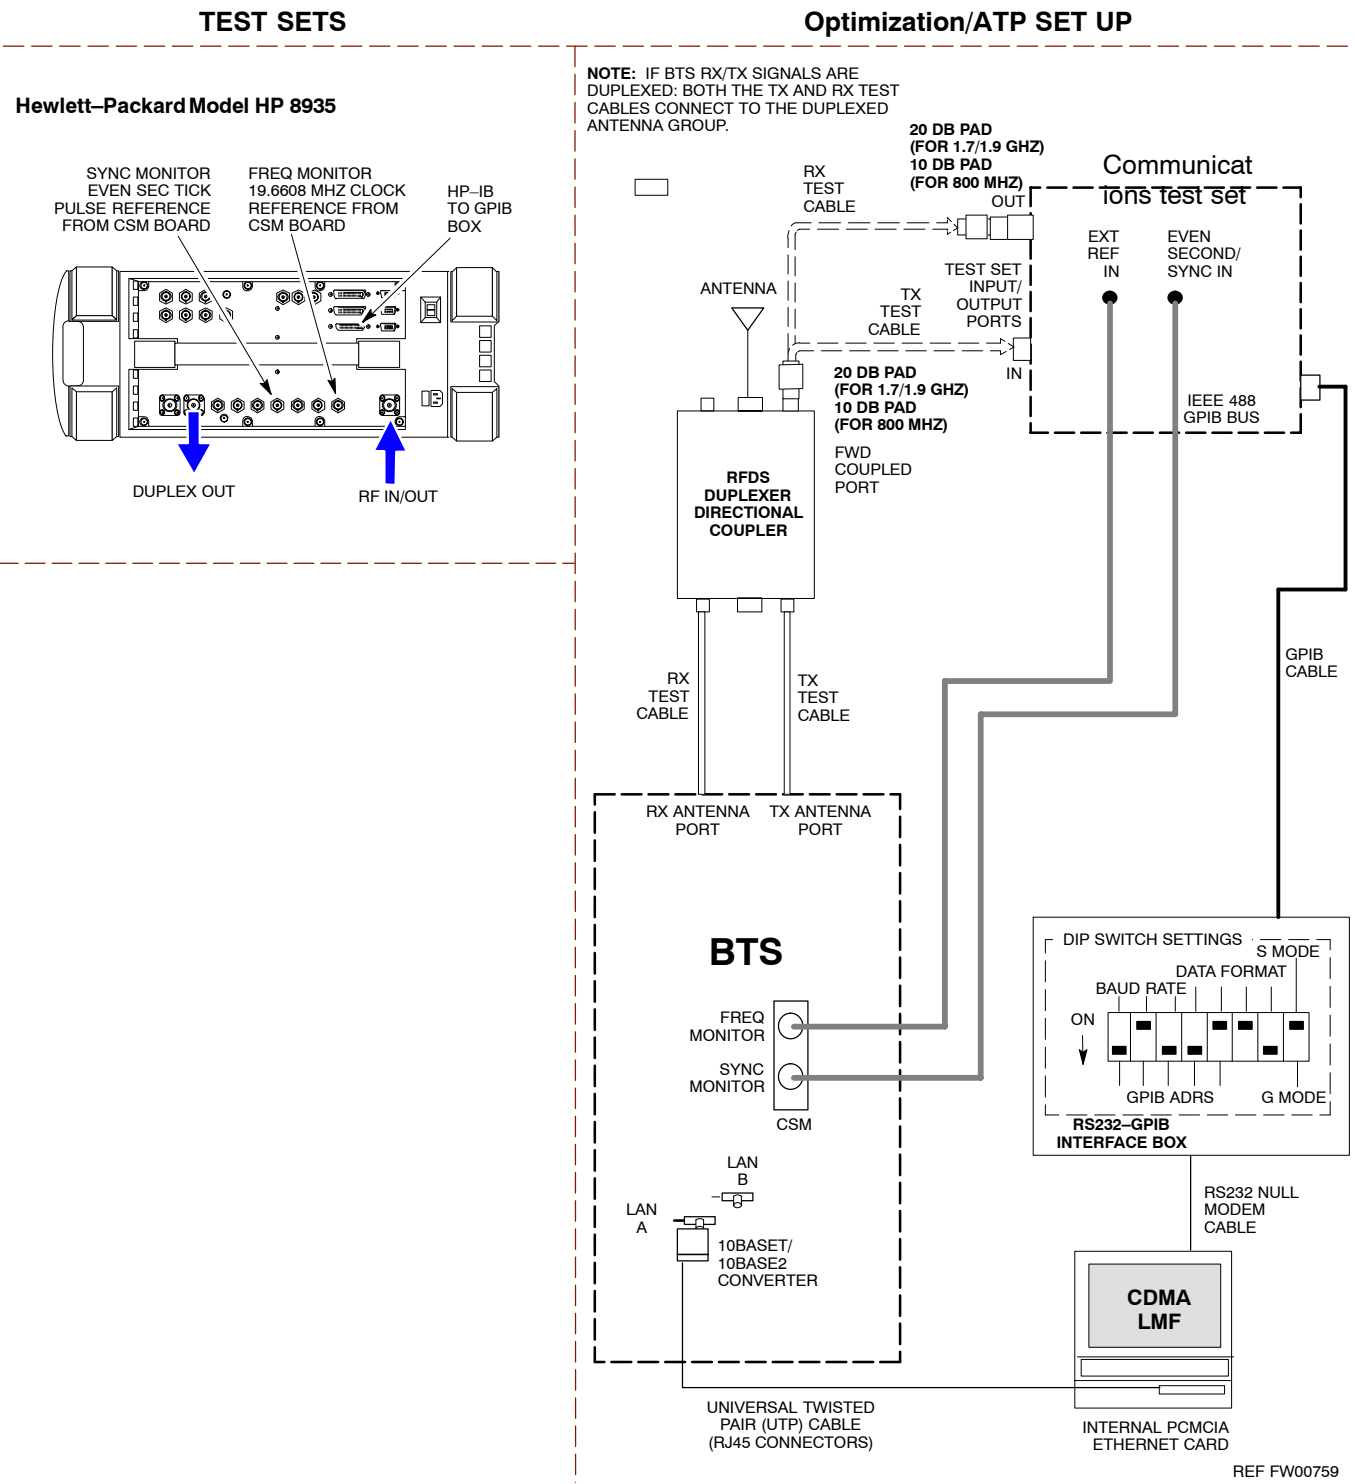 TEST SETS
Optimization/ATP SET UP
Hewlett–Packard Model HP 8935
SYNC MONITOR
EVEN SEC TICK
PULSE REFERENCE
FROM CSM BOARD
FREQ MONITOR
19.6608 MHZ CLOCK
REFERENCE FROM
CSM BOARD
HP–IB
TO GPIB
BOX
DUPLEX OUT
RF IN/OUT
NOTE: IF BTS RX/TX SIGNALS ARE
DUPLEXED: BOTH THE TX AND RX TEST
CABLES CONNECT TO THE DUPLEXED
ANTENNA GROUP.
20 DB PAD
(FOR 1.7/1.9 GHZ)
10 DB PAD
(FOR 800 MHZ)
OUT
RX
TEST
CABLE
Communicat
ions test set
EXT
REF
IN
EVEN
SECOND/
SYNC IN
TEST SET
INPUT/
OUTPUT
PORTS
ANTENNA
TX
TEST
CABLE
IN
20 DB PAD
(FOR 1.7/1.9 GHZ)
10 DB PAD
(FOR 800 MHZ)
IEEE 488
GPIB BUS
FWD
COUPLED
PORT
RFDS
DUPLEXER
DIRECTIONAL
COUPLER
GPIB
CABLE
RX
TEST
CABLE
TX
TEST
CABLE
RX ANTENNA
PORT
TX ANTENNA
PORT
BTS
FREQ
MONITOR
SYNC
MONITOR
CSM
DIP SWITCH SETTINGS
S MODE
DATA FORMAT
BAUD RATE
ON
GPIB ADRS
G MODE
RS232–GPIB
INTERFACE BOX
LAN
B
LAN
A
10BASET/
10BASE2
CONVERTER
RS232 NULL
MODEM
CABLE
CDMA
LMF
UNIVERSAL TWISTED
PAIR (UTP) CABLE
(RJ45 CONNECTORS)
INTERNAL PCMCIA
ETHERNET CARD
REF FW00759